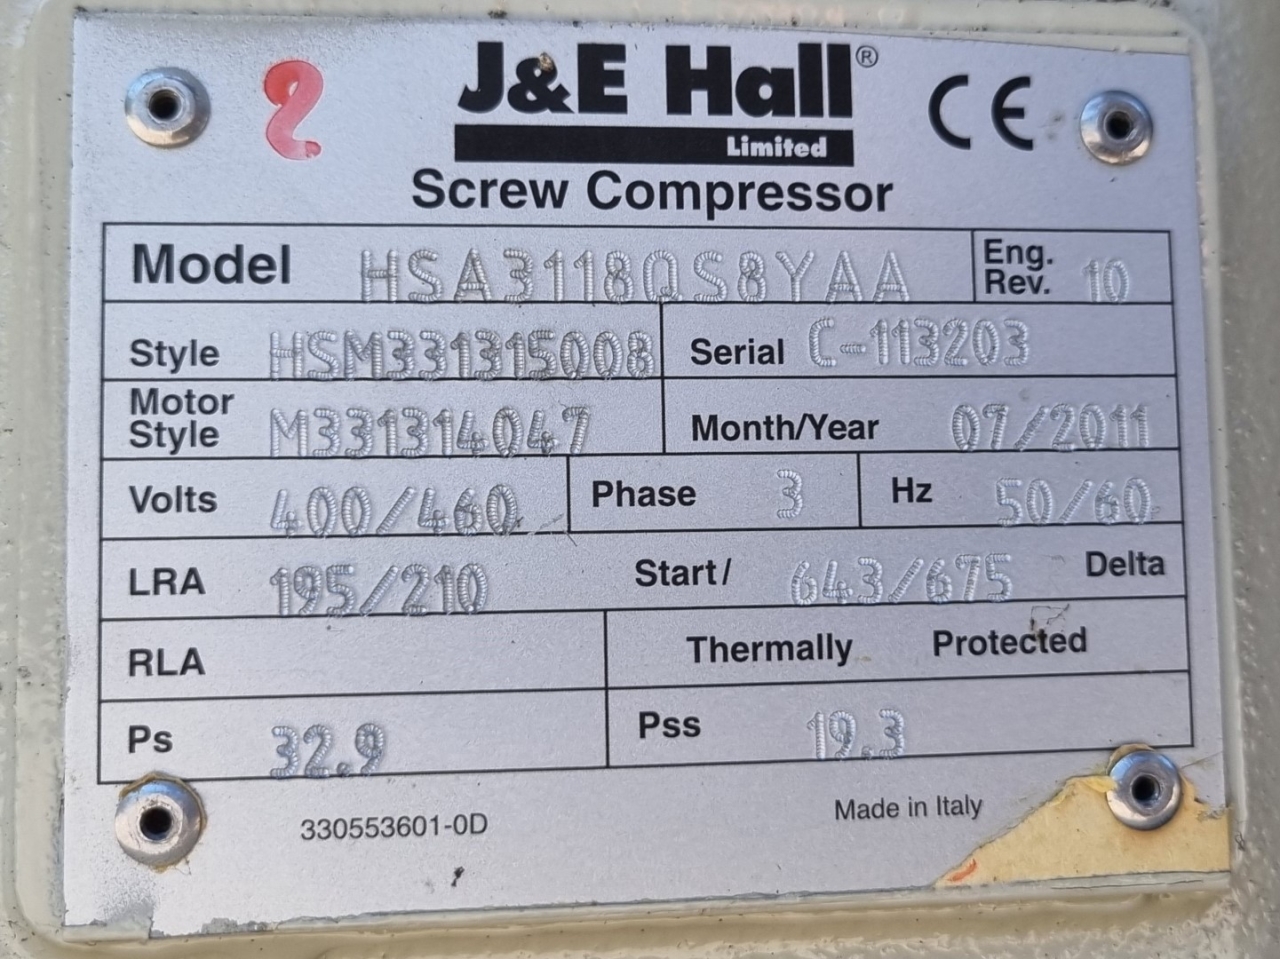 2
J&E Hall®
Limited
CE
Screw Compressor
Model HSA3118QS8YAA Eng. Rev. 10
Style HSM331315008 Serial C-113203
Motor Style M331314047 Month/Year 07/2011
Volts 400/460 Phase 3 Hz 50/60
LRA 195/210 Start/ 643/675 Delta
RLA Thermally Protected
Ps 32.9 Pss 19.3
330553601-0D Made in Italy